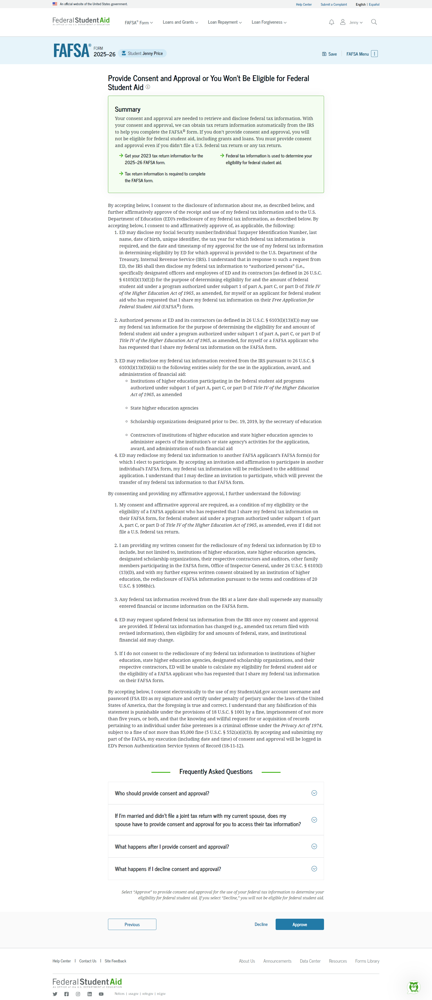 An official website of the United States government.
Help Center Submit a Complaint English | Español
Federal Student Aid
An OFFICE of the U.S. DEPARTMENT of EDUCATION
FAFSA® Form Loans and Grants Loan Repayment Loan Forgiveness Jenny
FAFSA® FORM 2025–26 Student Jenny Price Save FAFSA Menu
Provide Consent and Approval or You Won’t Be Eligible for Federal
Student Aid
Summary
Your consent and approval are needed to retrieve and disclose federal tax information. With
your consent and approval, we can obtain tax return information automatically from the IRS
to help you complete the FAFSA® form. If you don’t provide consent and approval, you will
not be eligible for federal student aid, including grants and loans. You must provide consent
and approval even if you didn’t file a U.S. federal tax return or any tax return.
Get your 2023 tax return information for the
2025–26 FAFSA form.
Federal tax information is used to determine your
eligibility for federal student aid.
Tax return information is required to complete
the FAFSA form.
By accepting below, I consent to the disclosure of information about me, as described below, and
further affirmatively approve of the receipt and use of my federal tax information and to the U.S.
Department of Education (ED)’s redisclosure of my federal tax information, as described below. By
accepting below, I consent to and affirmatively approve of, as applicable, the following:
1. ED may disclose my Social Security number/Individual Taxpayer Identification Number, last
name, date of birth, unique identifier, the tax year for which federal tax information is
required, and the date and timestamp of my approval for the use of my federal tax information
in determining eligibility by ED for which approval is provided to the U.S. Department of the
Treasury, Internal Revenue Service (IRS). I understand that in response to such a request from
ED, the IRS shall then disclose my federal tax information to “authorized persons” (i.e.,
specifically designated officers and employees of ED and its contractors [as defined in 26 U.S.C.
§ 6103(l)(13)(E)]) for the purpose of determining eligibility for and the amount of federal
student aid under a program authorized under subpart 1 of part A, part C, or part D of Title IV
of the Higher Education Act of 1965, as amended, for myself or an applicant for federal student
aid who has requested that I share my federal tax information on their Free Application for
Federal Student Aid (FAFSA®) form.
2. Authorized persons at ED and its contractors (as defined in 26 U.S.C. § 6103(l)(13)(E)) may use
my federal tax information for the purpose of determining the eligibility for and amount of
federal student aid under a program authorized under subpart 1 of part A, part C, or part D of
Title IV of the Higher Education Act of 1965, as amended, for myself or a FAFSA applicant who
has requested that I share my federal tax information on the FAFSA form.
3. ED may redisclose my federal tax information received from the IRS pursuant to 26 U.S.C. §
6103(l)(13)(D)(iii) to the following entities solely for the use in the application, award, and
administration of financial aid:
Institutions of higher education participating in the federal student aid programs
authorized under subpart 1 of part A, part C, or part D of Title IV of the Higher Education
Act of 1965, as amended
State higher education agencies
Scholarship organizations designated prior to Dec. 19, 2019, by the secretary of education
Contractors of institutions of higher education and state higher education agencies to
administer aspects of the institution’s or state agency’s activities for the application,
award, and administration of such financial aid
4. ED may redisclose my federal tax information to another FAFSA applicant’s FAFSA form(s) for
which I elect to participate. By accepting an invitation and affirmation to participate in another
individual’s FAFSA form, my federal tax information will be redisclosed to the additional
application. I understand that I may decline an invitation to participate, which will prevent the
transfer of my federal tax information to that FAFSA form.
By consenting and providing my affirmative approval, I further understand the following:
1. My consent and affirmative approval are required, as a condition of my eligibility or the
eligibility of a FAFSA applicant who has requested that I share my federal tax information on
their FAFSA form, for federal student aid under a program authorized under subpart 1 of part
A, part C, or part D of Title IV of the Higher Education Act of 1965, as amended, even if I did not
file a U.S. federal tax return.
2. I am providing my written consent for the redisclosure of my federal tax information by ED to
include, but not limited to, institutions of higher education, state higher education agencies,
designated scholarship organizations, their respective contractors and auditors, other family
members participating in the FAFSA form, Office of Inspector General, under 26 U.S.C. § 6103(l)
(13)(D), and with my further express written consent obtained by an institution of higher
education, the redisclosure of FAFSA information pursuant to the terms and conditions of 20
U.S.C. § 1098h(c).
3. Any federal tax information received from the IRS at a later date shall supersede any manually
entered financial or income information on the FAFSA form.
4. ED may request updated federal tax information from the IRS once my consent and approval
are provided. If federal tax information has changed (e.g., amended tax return filed with
revised information), then eligibility for and amounts of federal, state, and institutional
financial aid may change.
5. If I do not consent to the redisclosure of my federal tax information to institutions of higher
education, state higher education agencies, designated scholarship organizations, and their
respective contractors, ED will be unable to calculate my eligibility for federal student aid or
the eligibility of a FAFSA applicant who has requested that I share my federal tax information
on their FAFSA form.
By accepting below, I consent electronically to the use of my StudentAid.gov account username and
password (FSA ID) as my signature and certify under penalty of perjury under the laws of the United
States of America, that the foregoing is true and correct. I understand that any falsification of this
statement is punishable under the provisions of 18 U.S.C. § 1001 by a fine, imprisonment of not more
than five years, or both, and that the knowing and willful request for or acquisition of records
pertaining to an individual under false pretenses is a criminal offense under the Privacy Act of 1974,
subject to a fine of not more than $5,000 fine (5 U.S.C. § 552(a)(i)(3)). By accepting and submitting my
part of the FAFSA, my execution (including date and time) of consent and approval will be logged in
ED’s Person Authentication Service System of Record (18-11-12).
Frequently Asked Questions
Who should provide consent and approval?
If I’m married and didn’t file a joint tax return with my current spouse, does my
spouse have to provide consent and approval for you to access their tax information?
What happens after I provide consent and approval?
What happens if I decline consent and approval?
Select “Approve” to provide consent and approval for the use of your federal tax information to determine your
eligibility for federal student aid. If you select “Decline,” you will not be eligible for federal student aid.
Previous Decline Approve
Help Center | Contact Us | Site Feedback About Us Announcements Data Center Resources Forms Library
Federal Student Aid
An OFFICE of the U.S. DEPARTMENT of EDUCATION
Notices | usa.gov | vote.gov | ed.gov